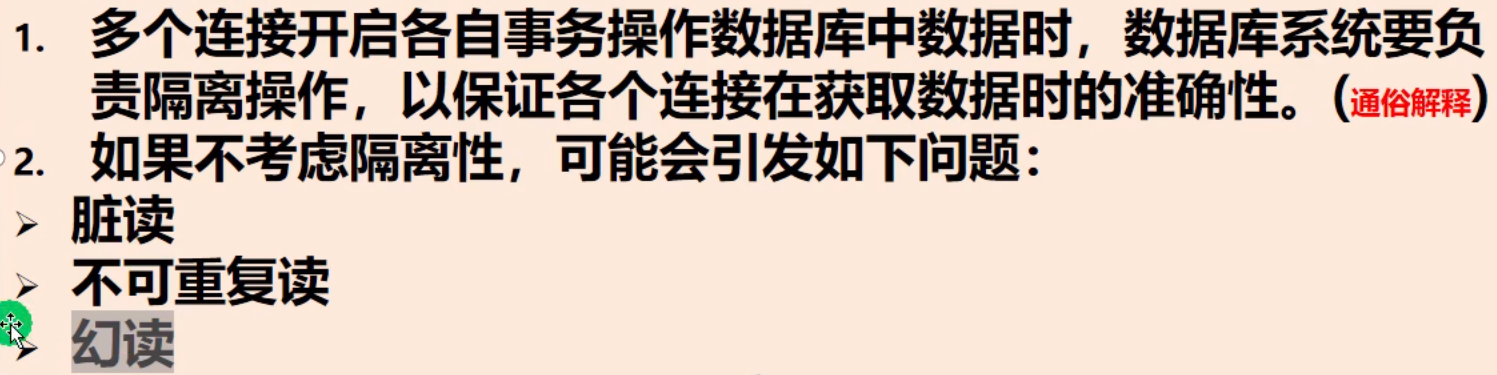 1. 多个连接开启各自事务操作数据库中数据时，数据库系统要负
责隔离操作，以保证各个连接在获取数据时的准确性。(通俗解释)
2. 如果不考虑隔离性，可能会引发如下问题：
➢ 脏读
➢ 不可重复读
➢ 幻读